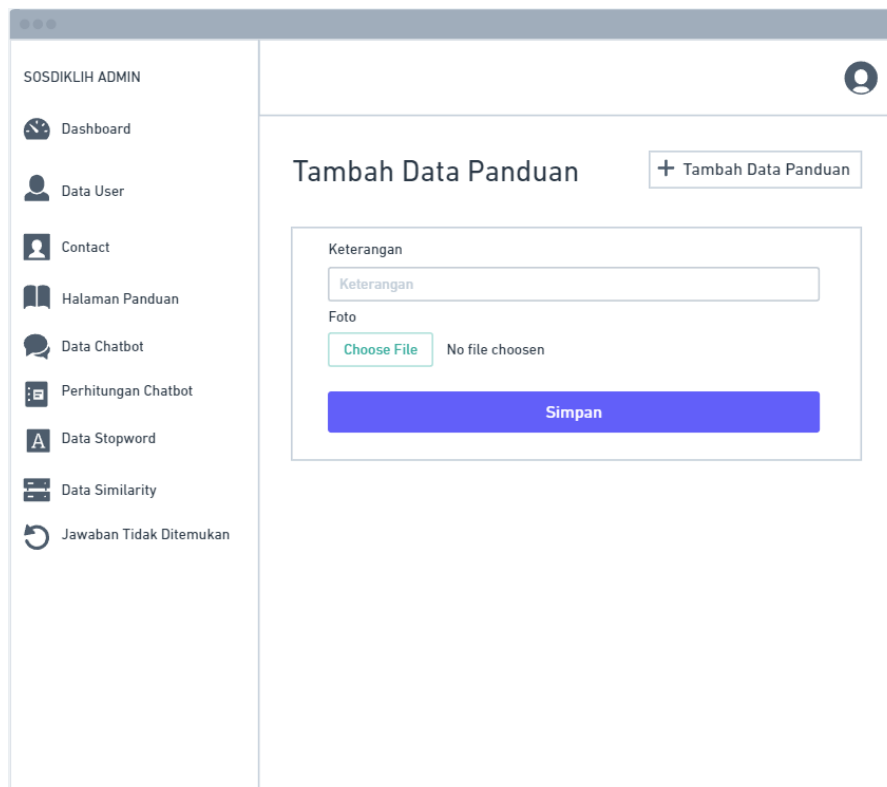 SOSDIKLIH ADMIN
Dashboard
Data User
Contact
Halaman Panduan
Data Chatbot
Perhitungan Chatbot
A
Data Stopword
Data Similarity
Jawaban Tidak Ditemukan
Tambah Data Panduan
+ Tambah Data Panduan
Keterangan
Keterangan
Foto
Choose File No file choosen
Simpan